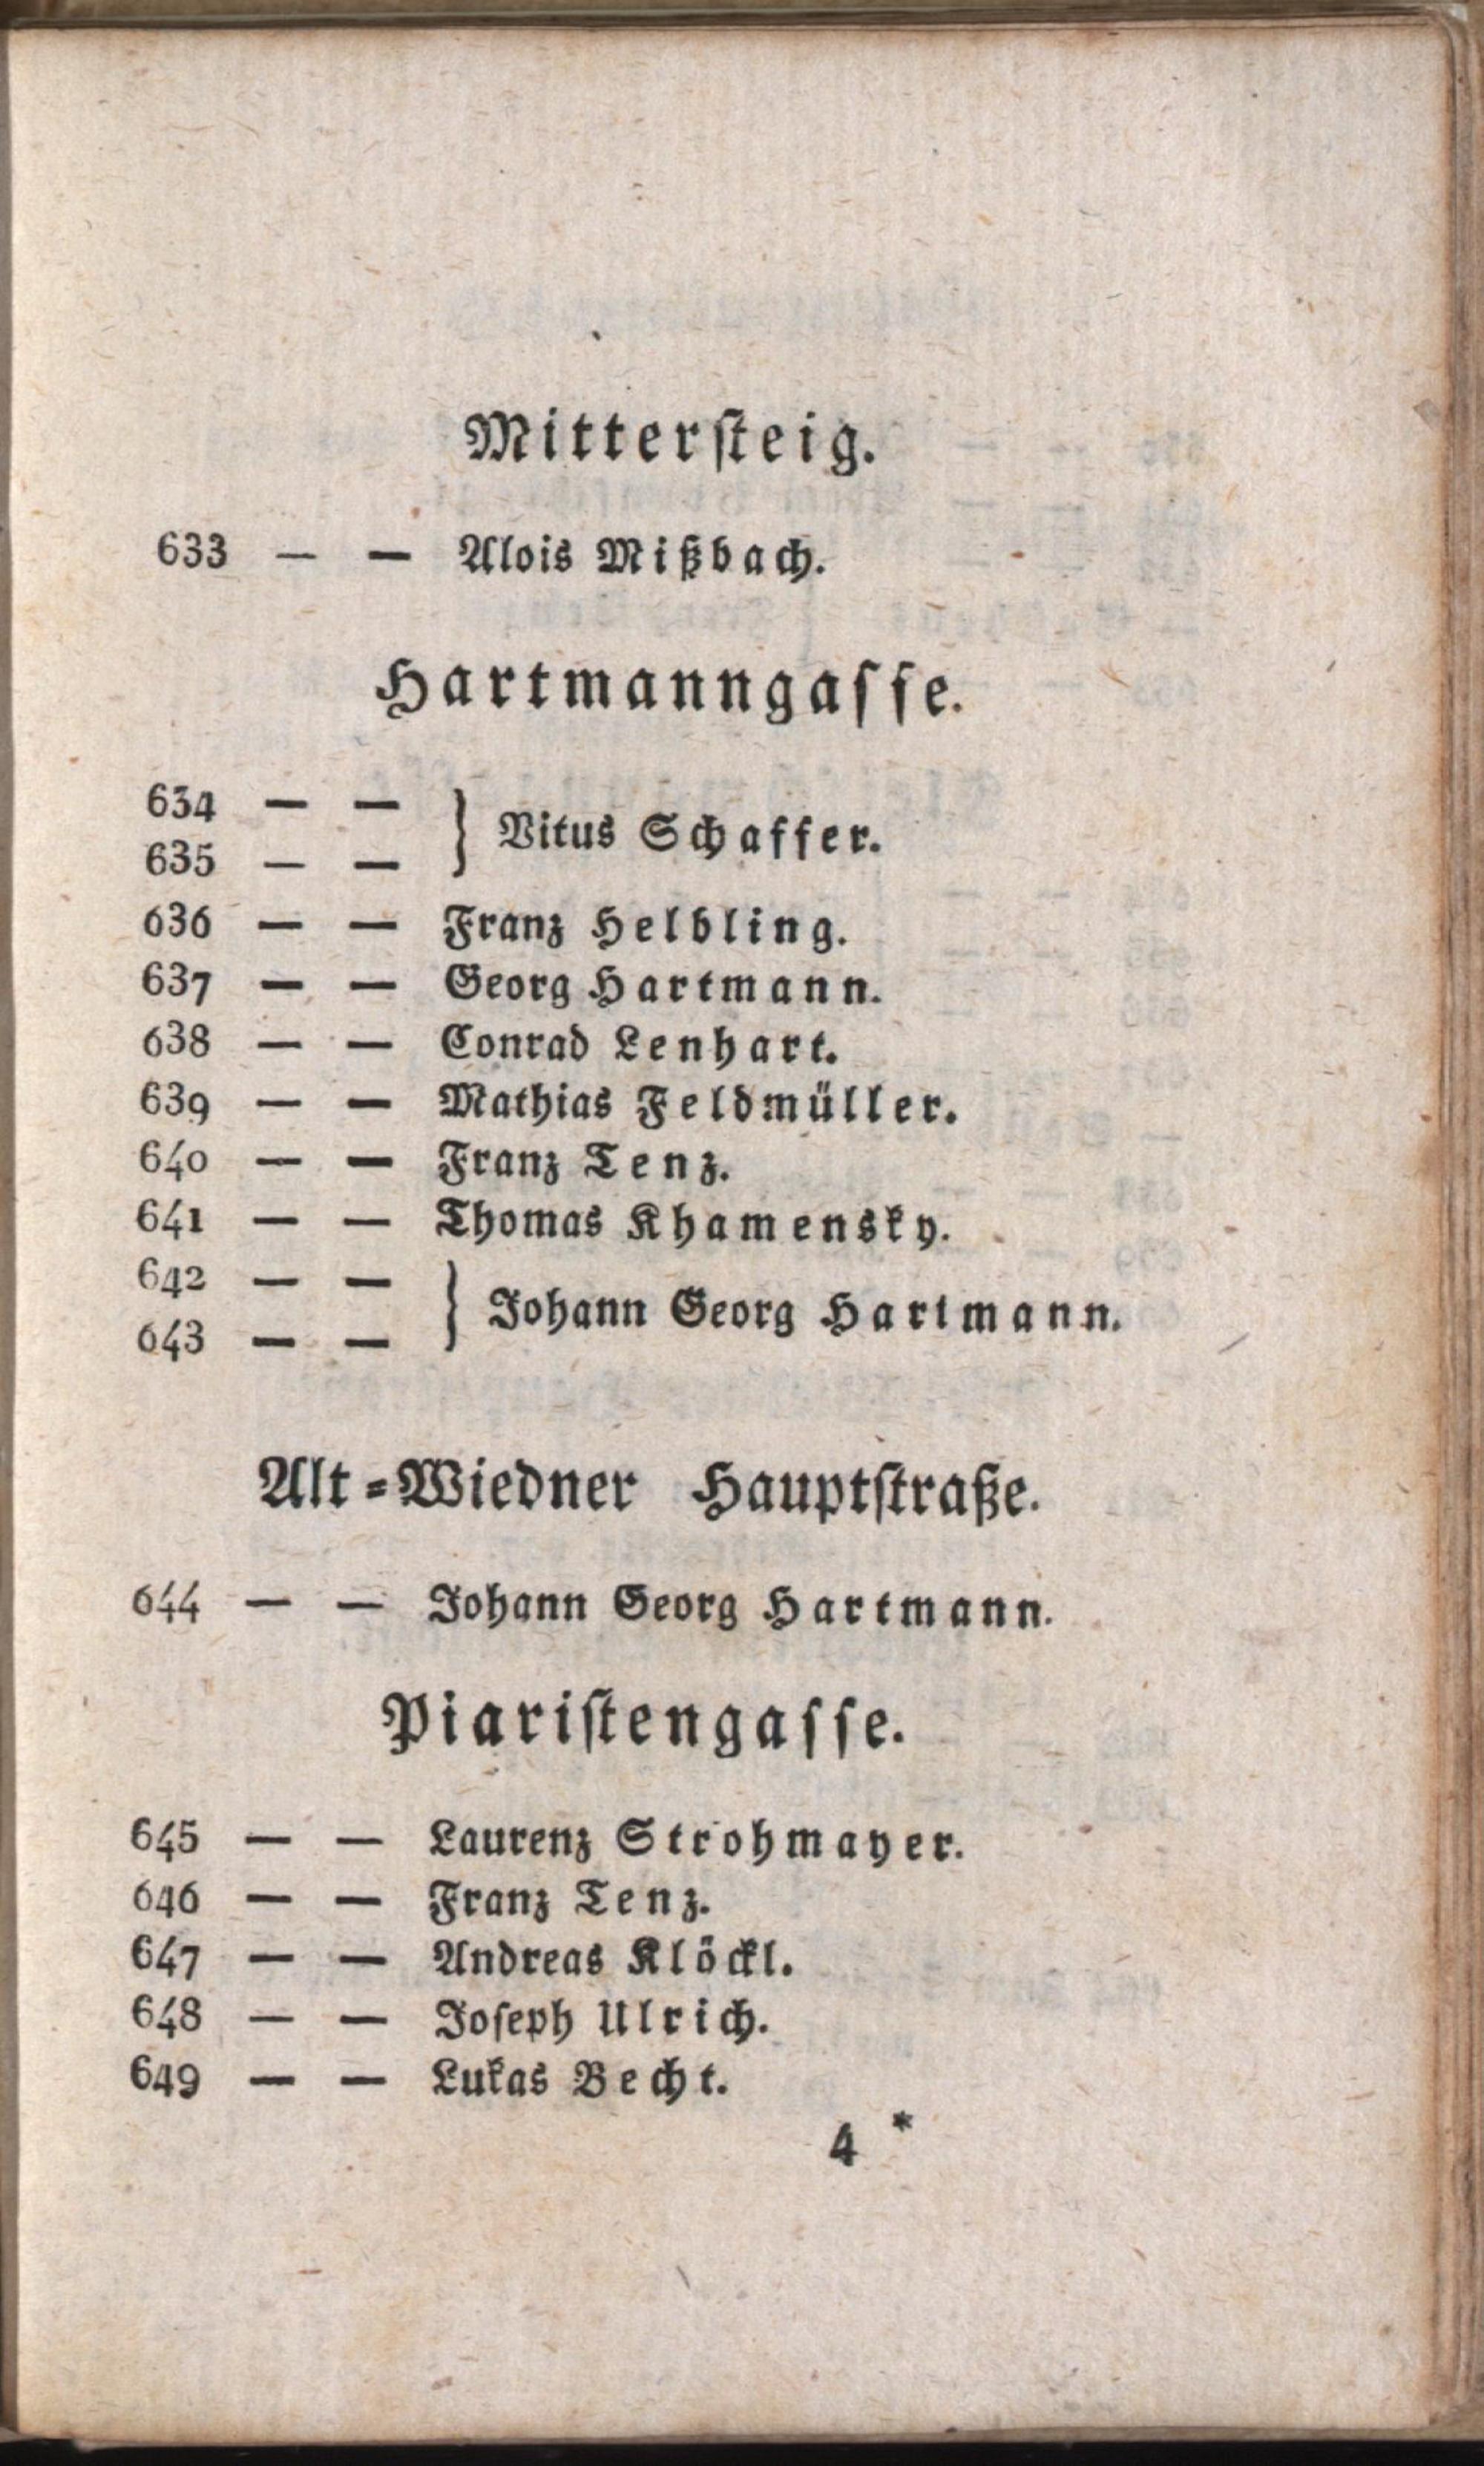 Mitterſteig.
633 — — Alois Mißbach.
Hartmanngaſſe.
634 — —
} Vitus Schaffer.
635 — —
636 — — Franz Helbling.
637 — — Georg Hartmann.
638 — — Conrad Lenhart.
639 — — Mathias Feldmüller.
640 — — Franz Tenz.
641 — — Thomas Khamensky.
642 — —
} Johann Georg Hartmann.
643 — —
Alt-Wiedner Hauptſtraße.
644 — — Johann Georg Hartmann.
Piariſtengaſſe.
645 — — Laurenz Strohmayer.
646 — — Franz Tenz.
647 — — Andreas Klöckl.
648 — — Joſeph Ulrich.
649 — — Lukas Becht.
4 *